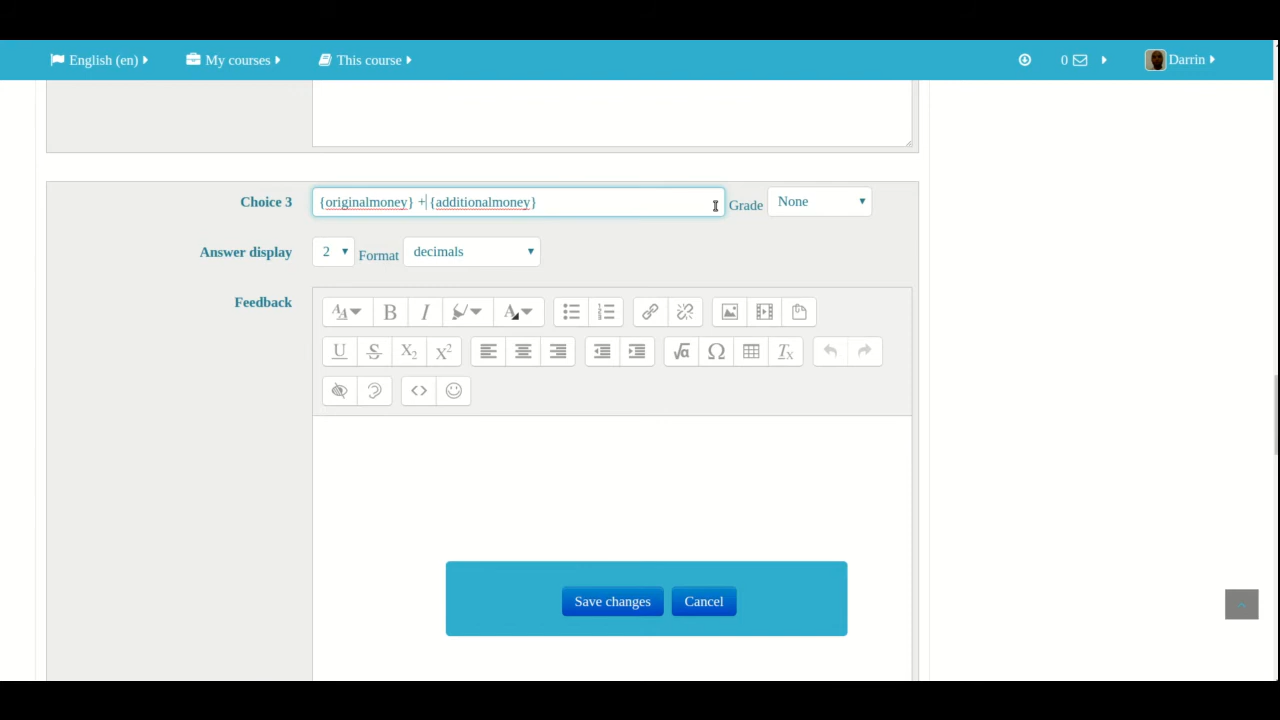 English (en) My courses This course 0 Darrin
Choice 3 {originalmoney} + {additionalmoney} Grade None
Answer display 2 Format decimals
Feedback
Save changes Cancel